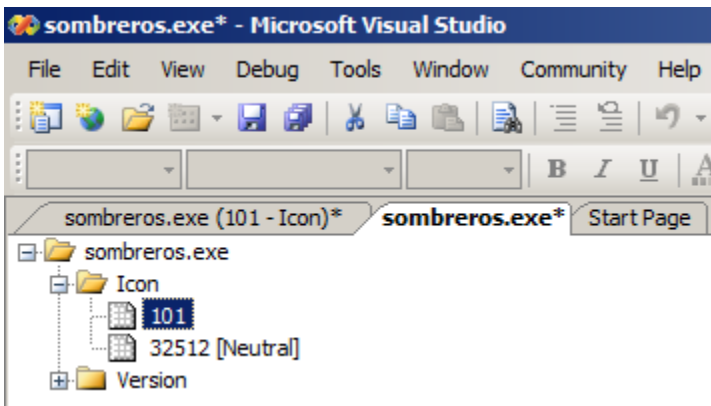 sombreros.exe* - Microsoft Visual Studio
File Edit View Debug Tools Window Community Help
B I U A
sombreros.exe (101 - Icon)* sombreros.exe* Start Page
sombreros.exe
Icon
101
32512 [Neutral]
Version